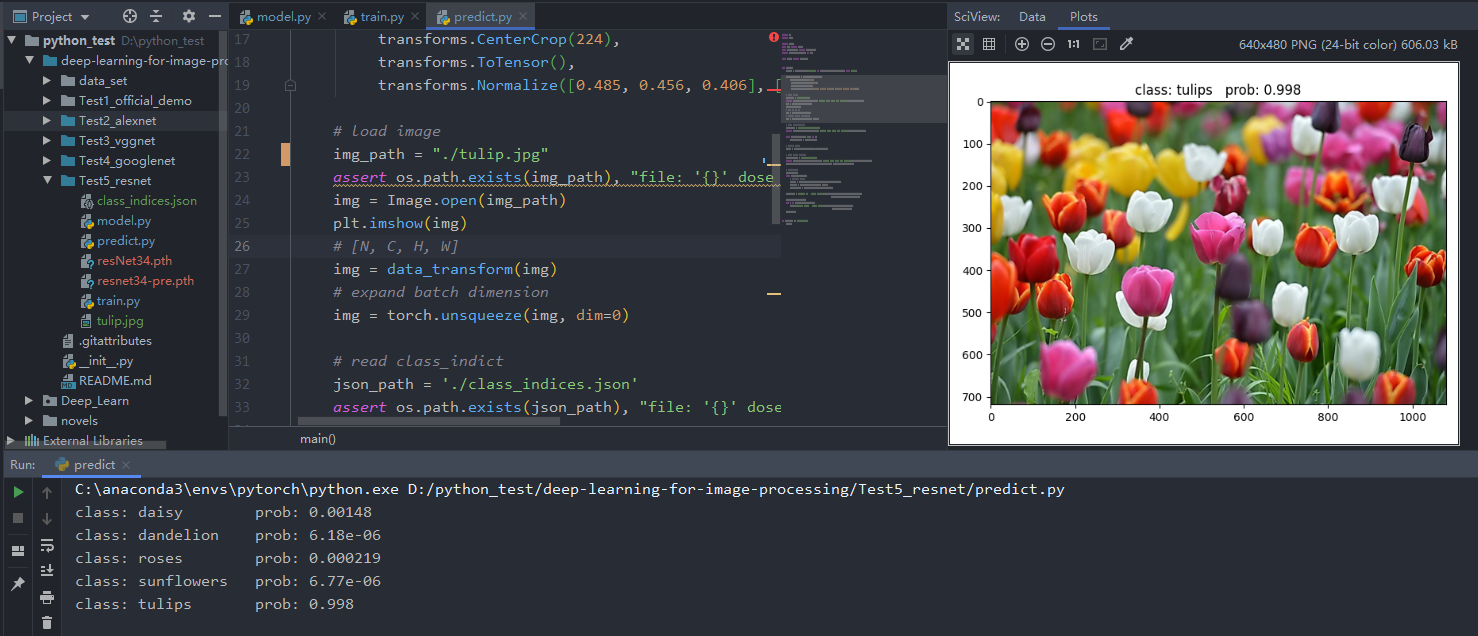 Project
model.py
train.py
predict.py
SciView:
Data
Plots
python_test D:\python_test
deep-learning-for-image-pro
data_set
Test1_official_demo
Test2_alexnet
Test3_vggnet
Test4_googlenet
Test5_resnet
class_indices.json
model.py
predict.py
resNet34.pth
resnet34-pre.pth
train.py
tulip.jpg
.gitattributes
__init__.py
README.md
Deep_Learn
novels
External Libraries
17 transforms.CenterCrop(224),
18 transforms.ToTensor(),
19 transforms.Normalize([0.485, 0.456, 0.406], [
20
21 # load image
22 img_path = "./tulip.jpg"
23 assert os.path.exists(img_path), "file: '{}' dose
24 img = Image.open(img_path)
25 plt.imshow(img)
26 # [N, C, H, W]
27 img = data_transform(img)
28 # expand batch dimension
29 img = torch.unsqueeze(img, dim=0)
30
31 # read class_indict
32 json_path = './class_indices.json'
33 assert os.path.exists(json_path), "file: '{}' dose
main()
1:1
640x480 PNG (24-bit color) 606.03 kB
class: tulips prob: 0.998
0
100
200
300
400
500
600
700
0 200 400 600 800 1000
Run: predict
C:\anaconda3\envs\pytorch\python.exe D:/python_test/deep-learning-for-image-processing/Test5_resnet/predict.py
class: daisy prob: 0.00148
class: dandelion prob: 6.18e-06
class: roses prob: 0.000219
class: sunflowers prob: 6.77e-06
class: tulips prob: 0.998